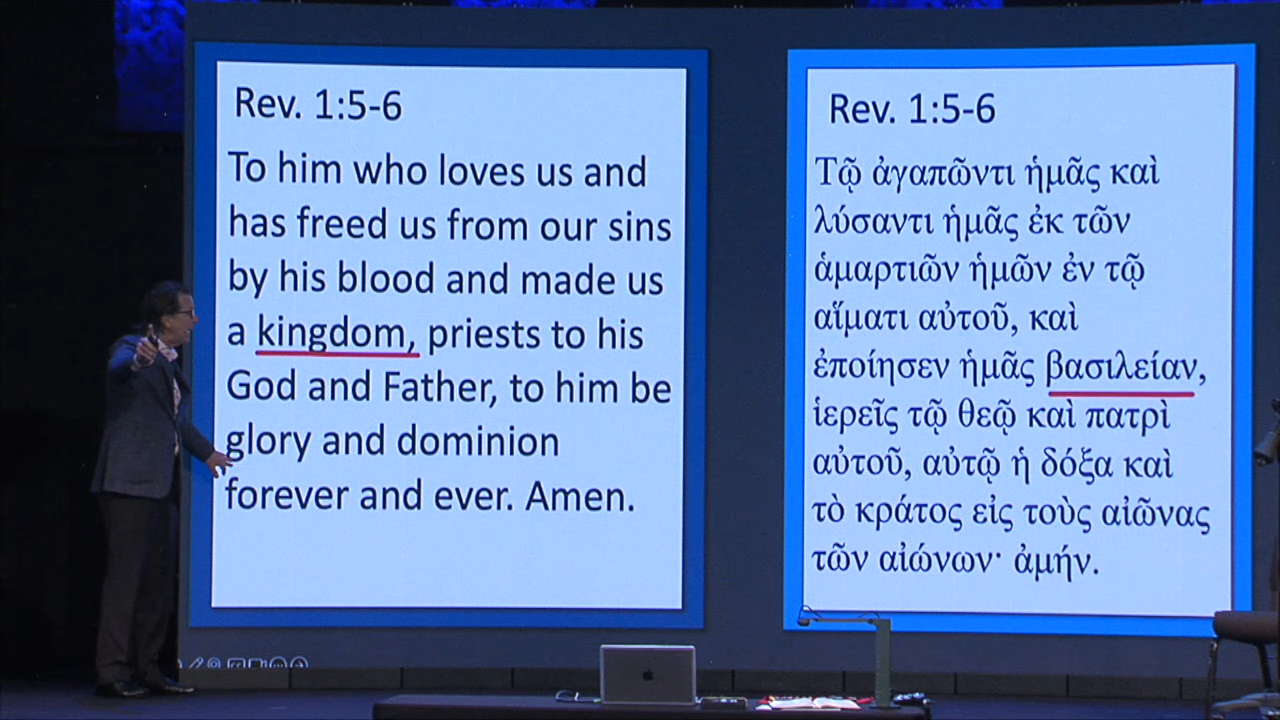 Rev. 1:5-6
To him who loves us and
has freed us from our sins
by his blood and made us
a kingdom, priests to his
God and Father, to him be
glory and dominion
forever and ever. Amen.
Rev. 1:5-6
Τῷ ἀγαπῶντι ἡμᾶς καὶ
λύσαντι ἡμᾶς ἐκ τῶν
ἁμαρτιῶν ἡμῶν ἐν τῷ
αἵματι αὐτοῦ, καὶ
ἐποίησεν ἡμᾶς βασιλείαν,
ἱερεῖς τῷ θεῷ καὶ πατρὶ
αὐτοῦ, αὐτῷ ἡ δόξα καὶ
τὸ κράτος εἰς τοὺς αἰῶνας
τῶν αἰώνων· ἀμήν.